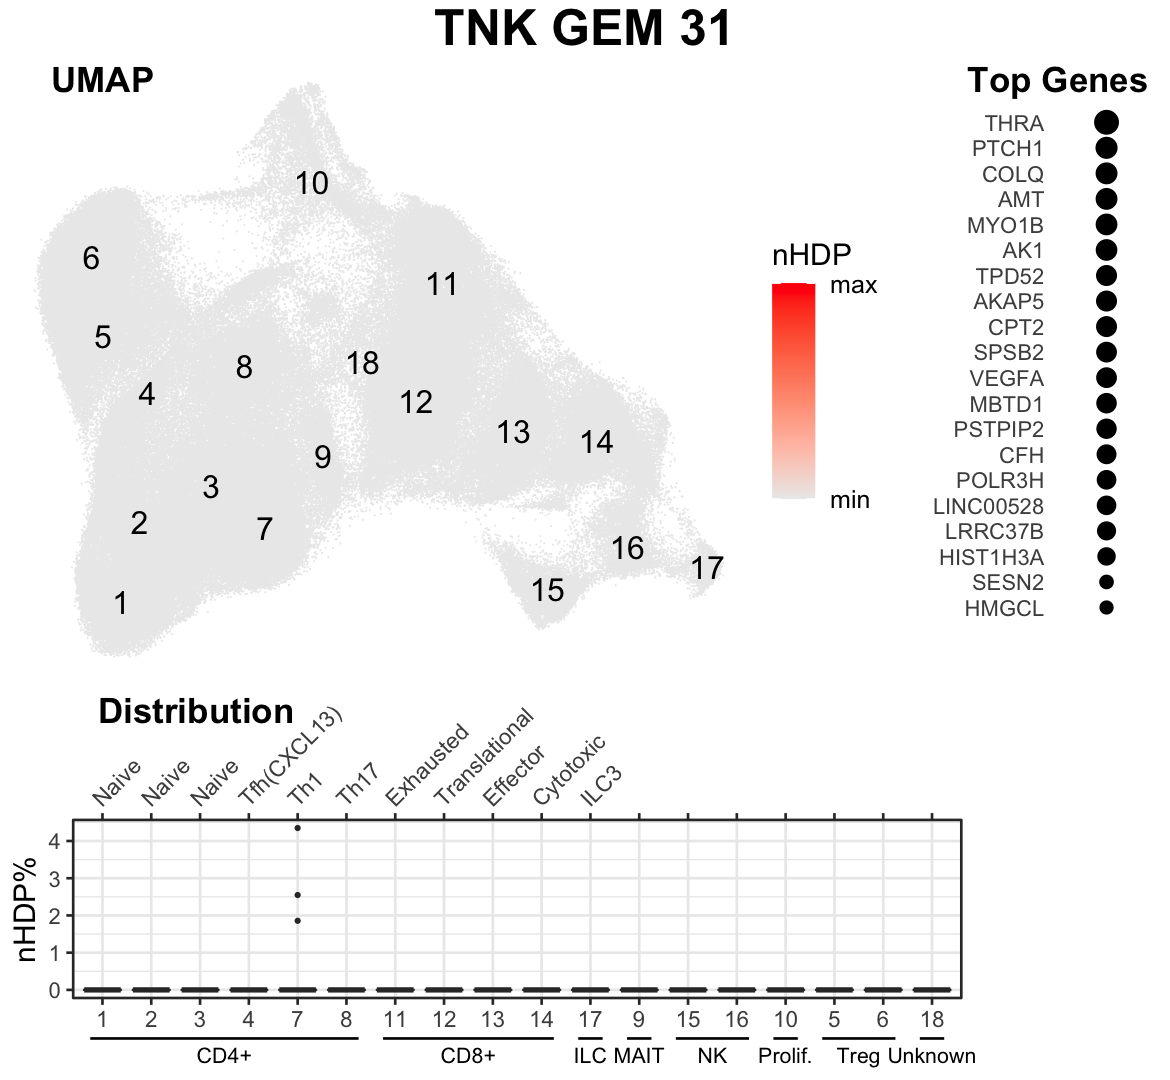 TNK GEM 31
UMAP
Top Genes
10
6
11
5
8
18
4
12
13
14
9
3
2
7
16
17
15
1
nHDP
max
min
THRA
PTCH1
COLQ
AMT
MYO1B
AK1
TPD52
AKAP5
CPT2
SPSB2
VEGFA
MBTD1
PSTPIP2
CFH
POLR3H
LINC00528
LRRC37B
HIST1H3A
SESN2
HMGCL
Distribution
Naive Naive Naive Tfh(CXCL13) Th1 Th17 Exhausted Translational Effector Cytotoxic ILC3
nHDP%
4
3
2
1
0
1 2 3 4 7 8 11 12 13 14 17 9 15 16 10 5 6 18
CD4+ CD8+ ILC MAIT NK Prolif. Treg Unknown